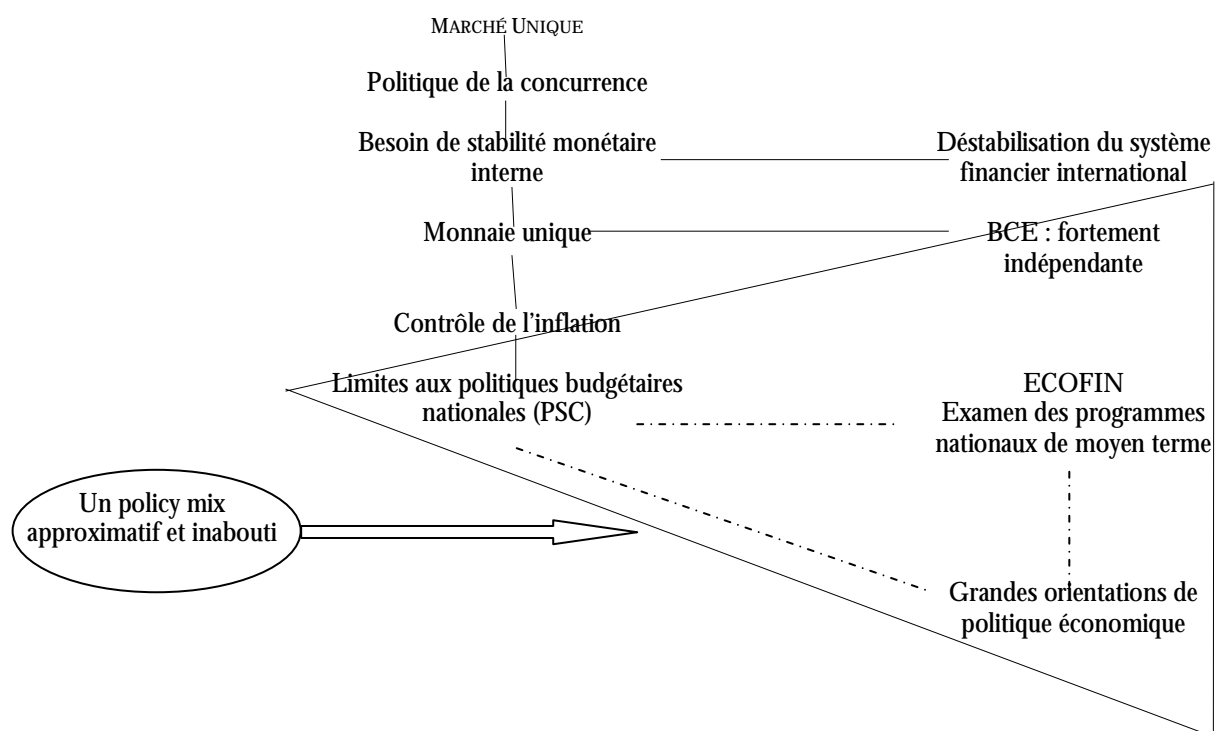 MARCHÉ UNIQUE
Politique de la concurrence
Besoin de stabilité monétaire
interne
Déstabilisation du système
financier international
Monnaie unique
BCE : fortement
indépendante
Contrôle de l'inflation
Limites aux politiques budgétaires
nationales (PSC)
ECOFIN
Examen des programmes
nationaux de moyen terme
Un policy mix
approximatif et inabouti
Grandes orientations de
politique économique